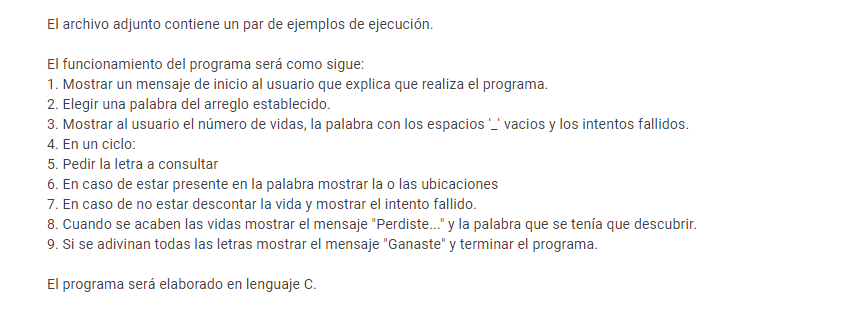 El archivo adjunto contiene un par de ejemplos de ejecución.
El funcionamiento del programa será como sigue:
1. Mostrar un mensaje de inicio al usuario que explica que realiza el programa.
2. Elegir una palabra del arreglo establecido.
3. Mostrar al usuario el número de vidas, la palabra con los espacios '_' vacios y los intentos fallidos.
4. En un ciclo:
5. Pedir la letra a consultar
6. En caso de estar presente en la palabra mostrar la o las ubicaciones
7. En caso de no estar descontar la vida y mostrar el intento fallido.
8. Cuando se acaben las vidas mostrar el mensaje "Perdiste..." y la palabra que se tenía que descubrir.
9. Si se adivinan todas las letras mostrar el mensaje "Ganaste" y terminar el programa.
El programa será elaborado en lenguaje C.